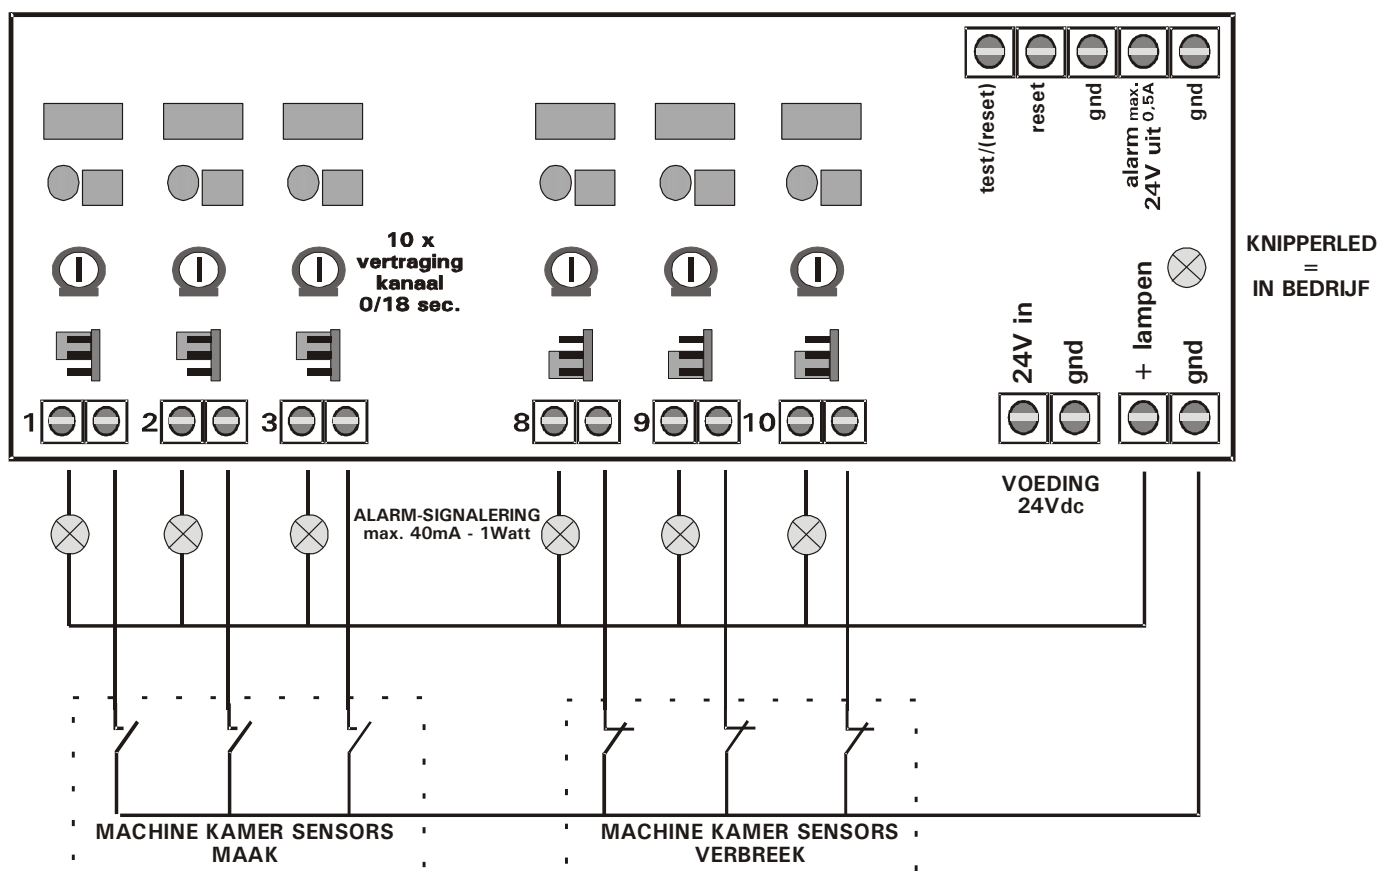 test/(reset)
reset
gnd
alarm max.
24V uit 0,5A
gnd
10 x
vertraging
kanaal
0/18 sec.
KNIPPERLED
=
IN BEDRIJF
24V in
gnd
+ lampen
gnd
1
2
3
8
9
10
VOEDING
24Vdc
ALARM-SIGNALERING
max. 40mA - 1Watt
MACHINE KAMER SENSORS
MAAK
MACHINE KAMER SENSORS
VERBREEK